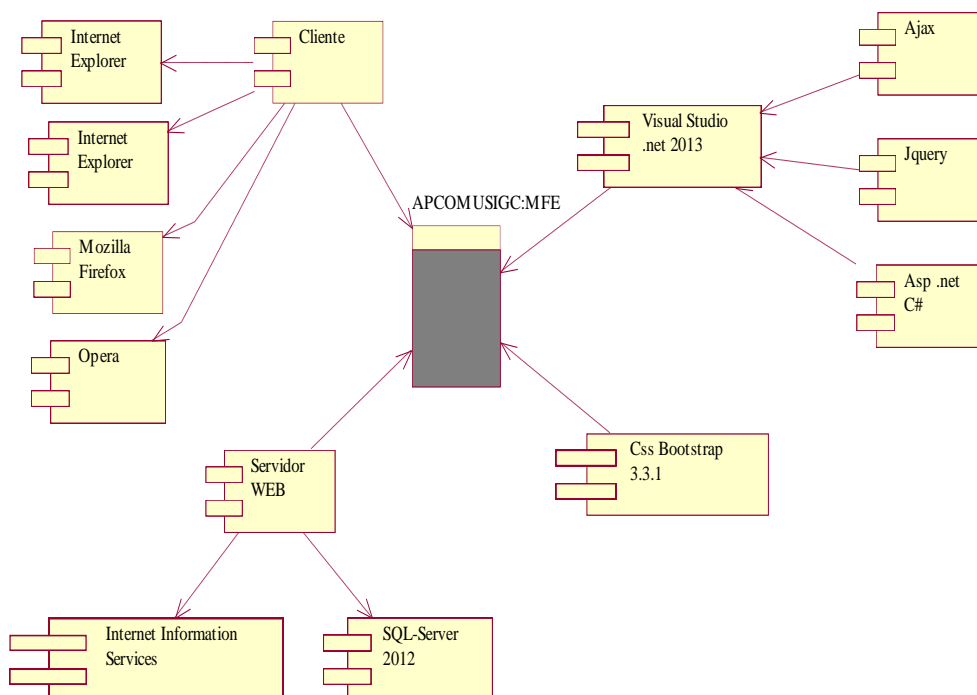 Internet
Explorer
Cliente
Ajax
Internet
Explorer
Visual Studio
.net 2013
Jquery
APCOMUSIGC:MFE
Mozilla
Firefox
Asp .net
C#
Opera
Servidor
WEB
Css Bootstrap
3.3.1
Internet Information
Services
SQL-Server
2012